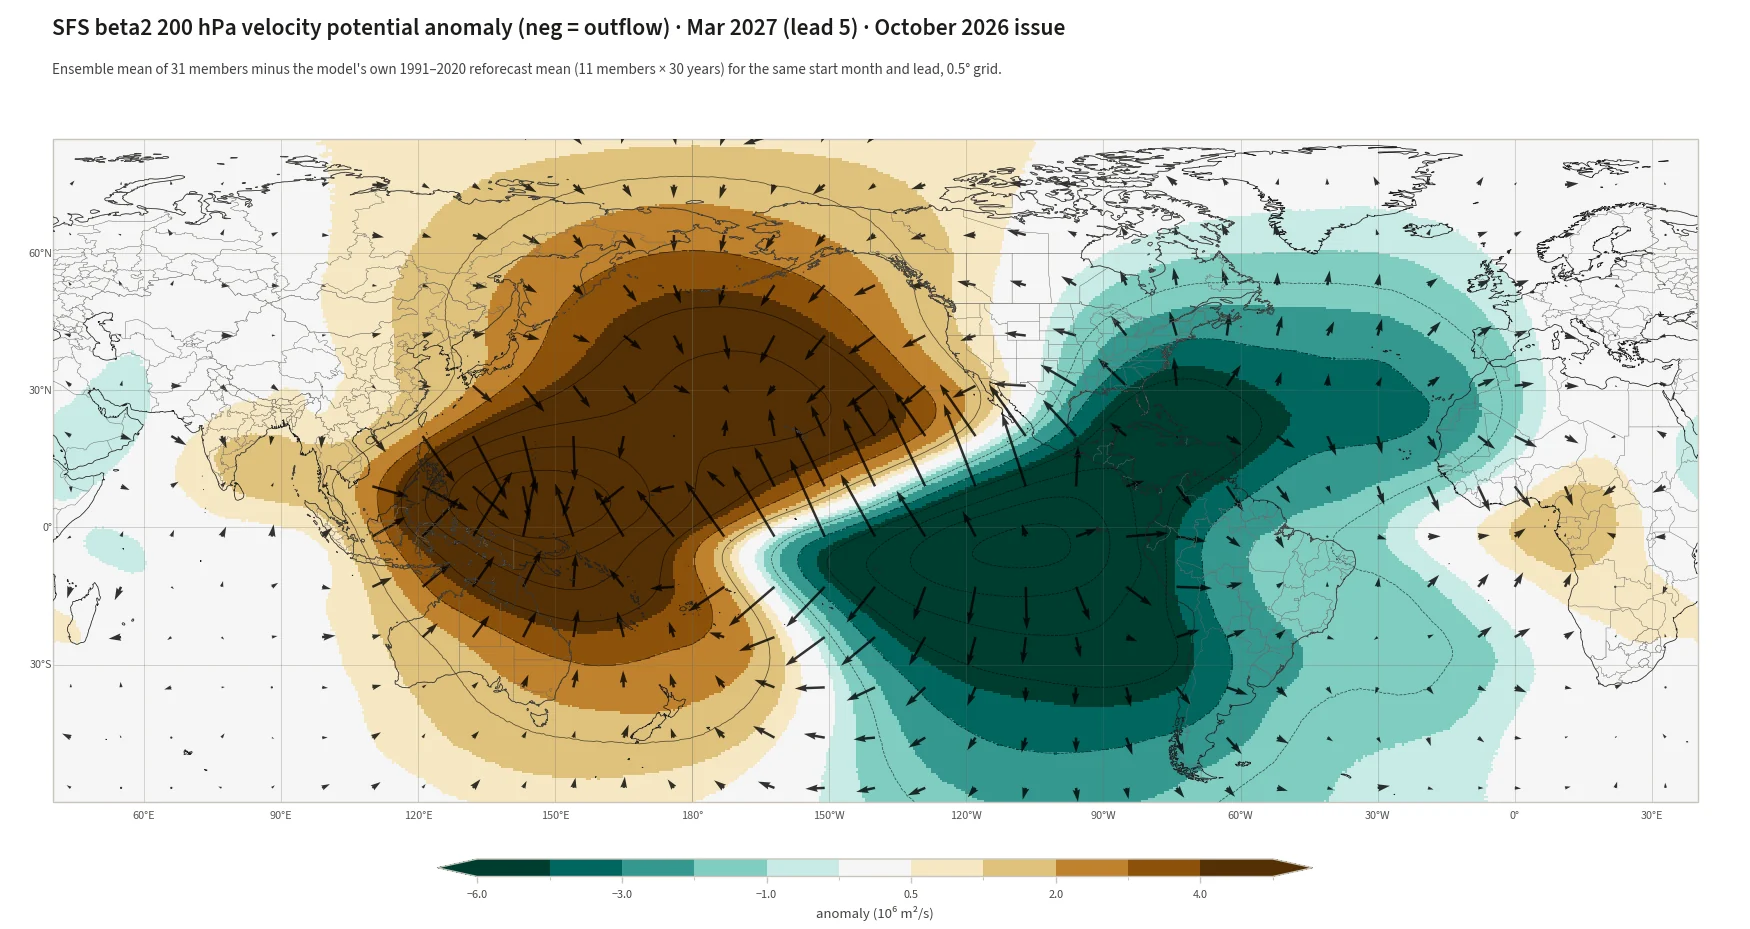 SFS beta2 200 hPa velocity potential anomaly (neg = outflow) · Mar 2027 (lead 5) · October 2026 issue
Ensemble mean of 31 members minus the model's own 1991–2020 reforecast mean (11 members × 30 years) for the same start month and lead, 0.5° grid.
60°N
30°N
0°
30°S
60°E 90°E 120°E 150°E 180° 150°W 120°W 90°W 60°W 30°W 0° 30°E
−6.0 −3.0 −1.0 0.5 2.0 4.0
anomaly (10⁶ m²/s)